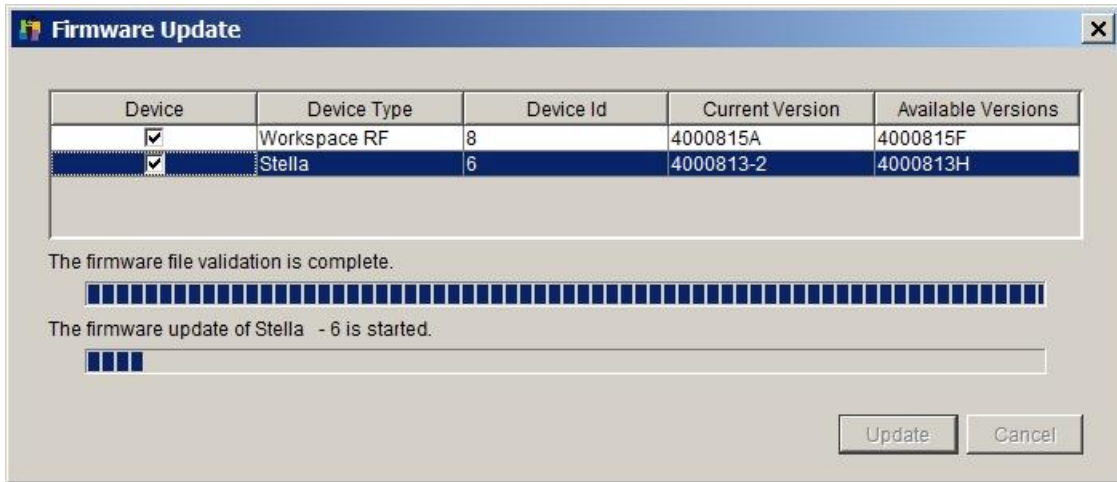 Firmware Update
Device Device Type Device Id Current Version Available Versions
Workspace RF 8 4000815A 4000815F
Stella 6 4000813-2 4000813H
The firmware file validation is complete.
The firmware update of Stella - 6 is started.
Update Cancel